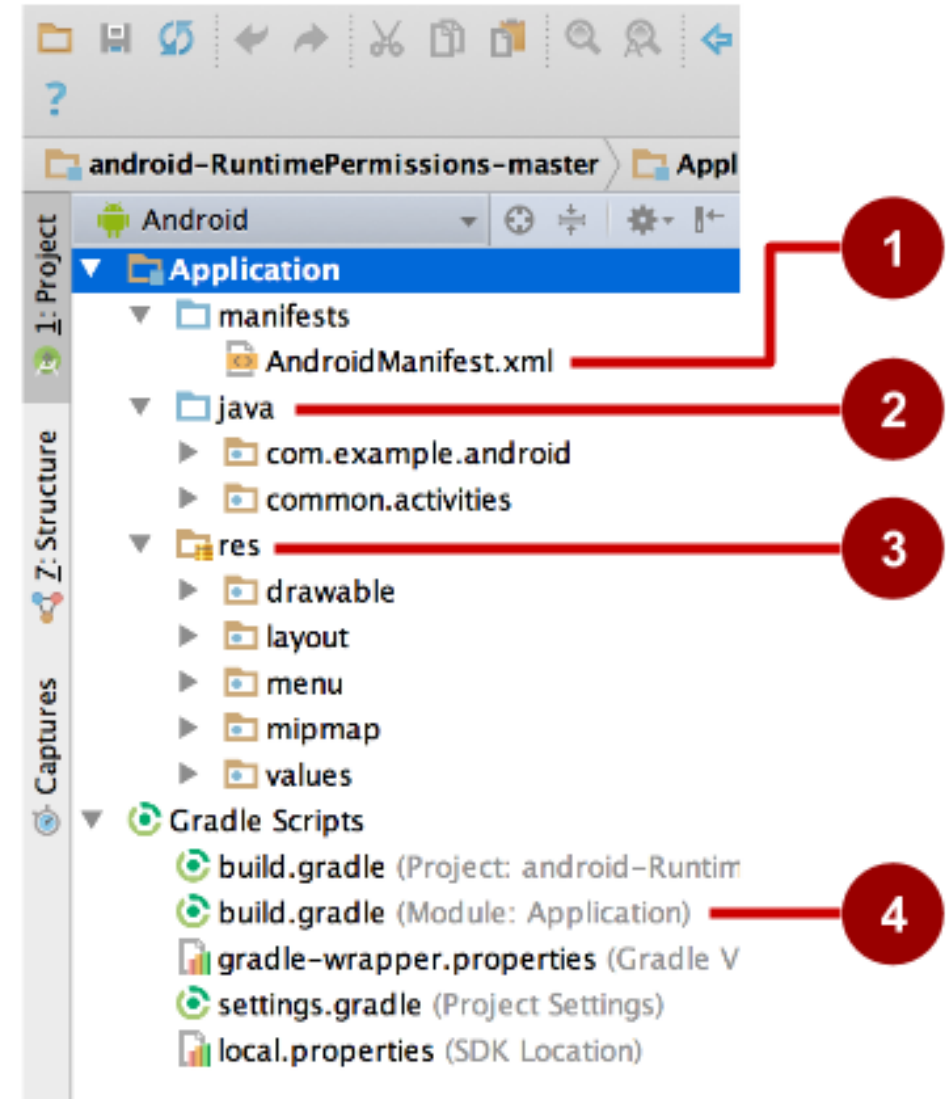 ?
android-RuntimePermissions-master Appl
Android
1: Project
Application
1
manifests
AndroidManifest.xml
java
2
com.example.android
common.activities
Z: Structure
res
3
drawable
layout
menu
mipmap
values
Captures
Gradle Scripts
build.gradle (Project: android-Runtim
build.gradle (Module: Application)
4
gradle-wrapper.properties (Gradle V
settings.gradle (Project Settings)
local.properties (SDK Location)